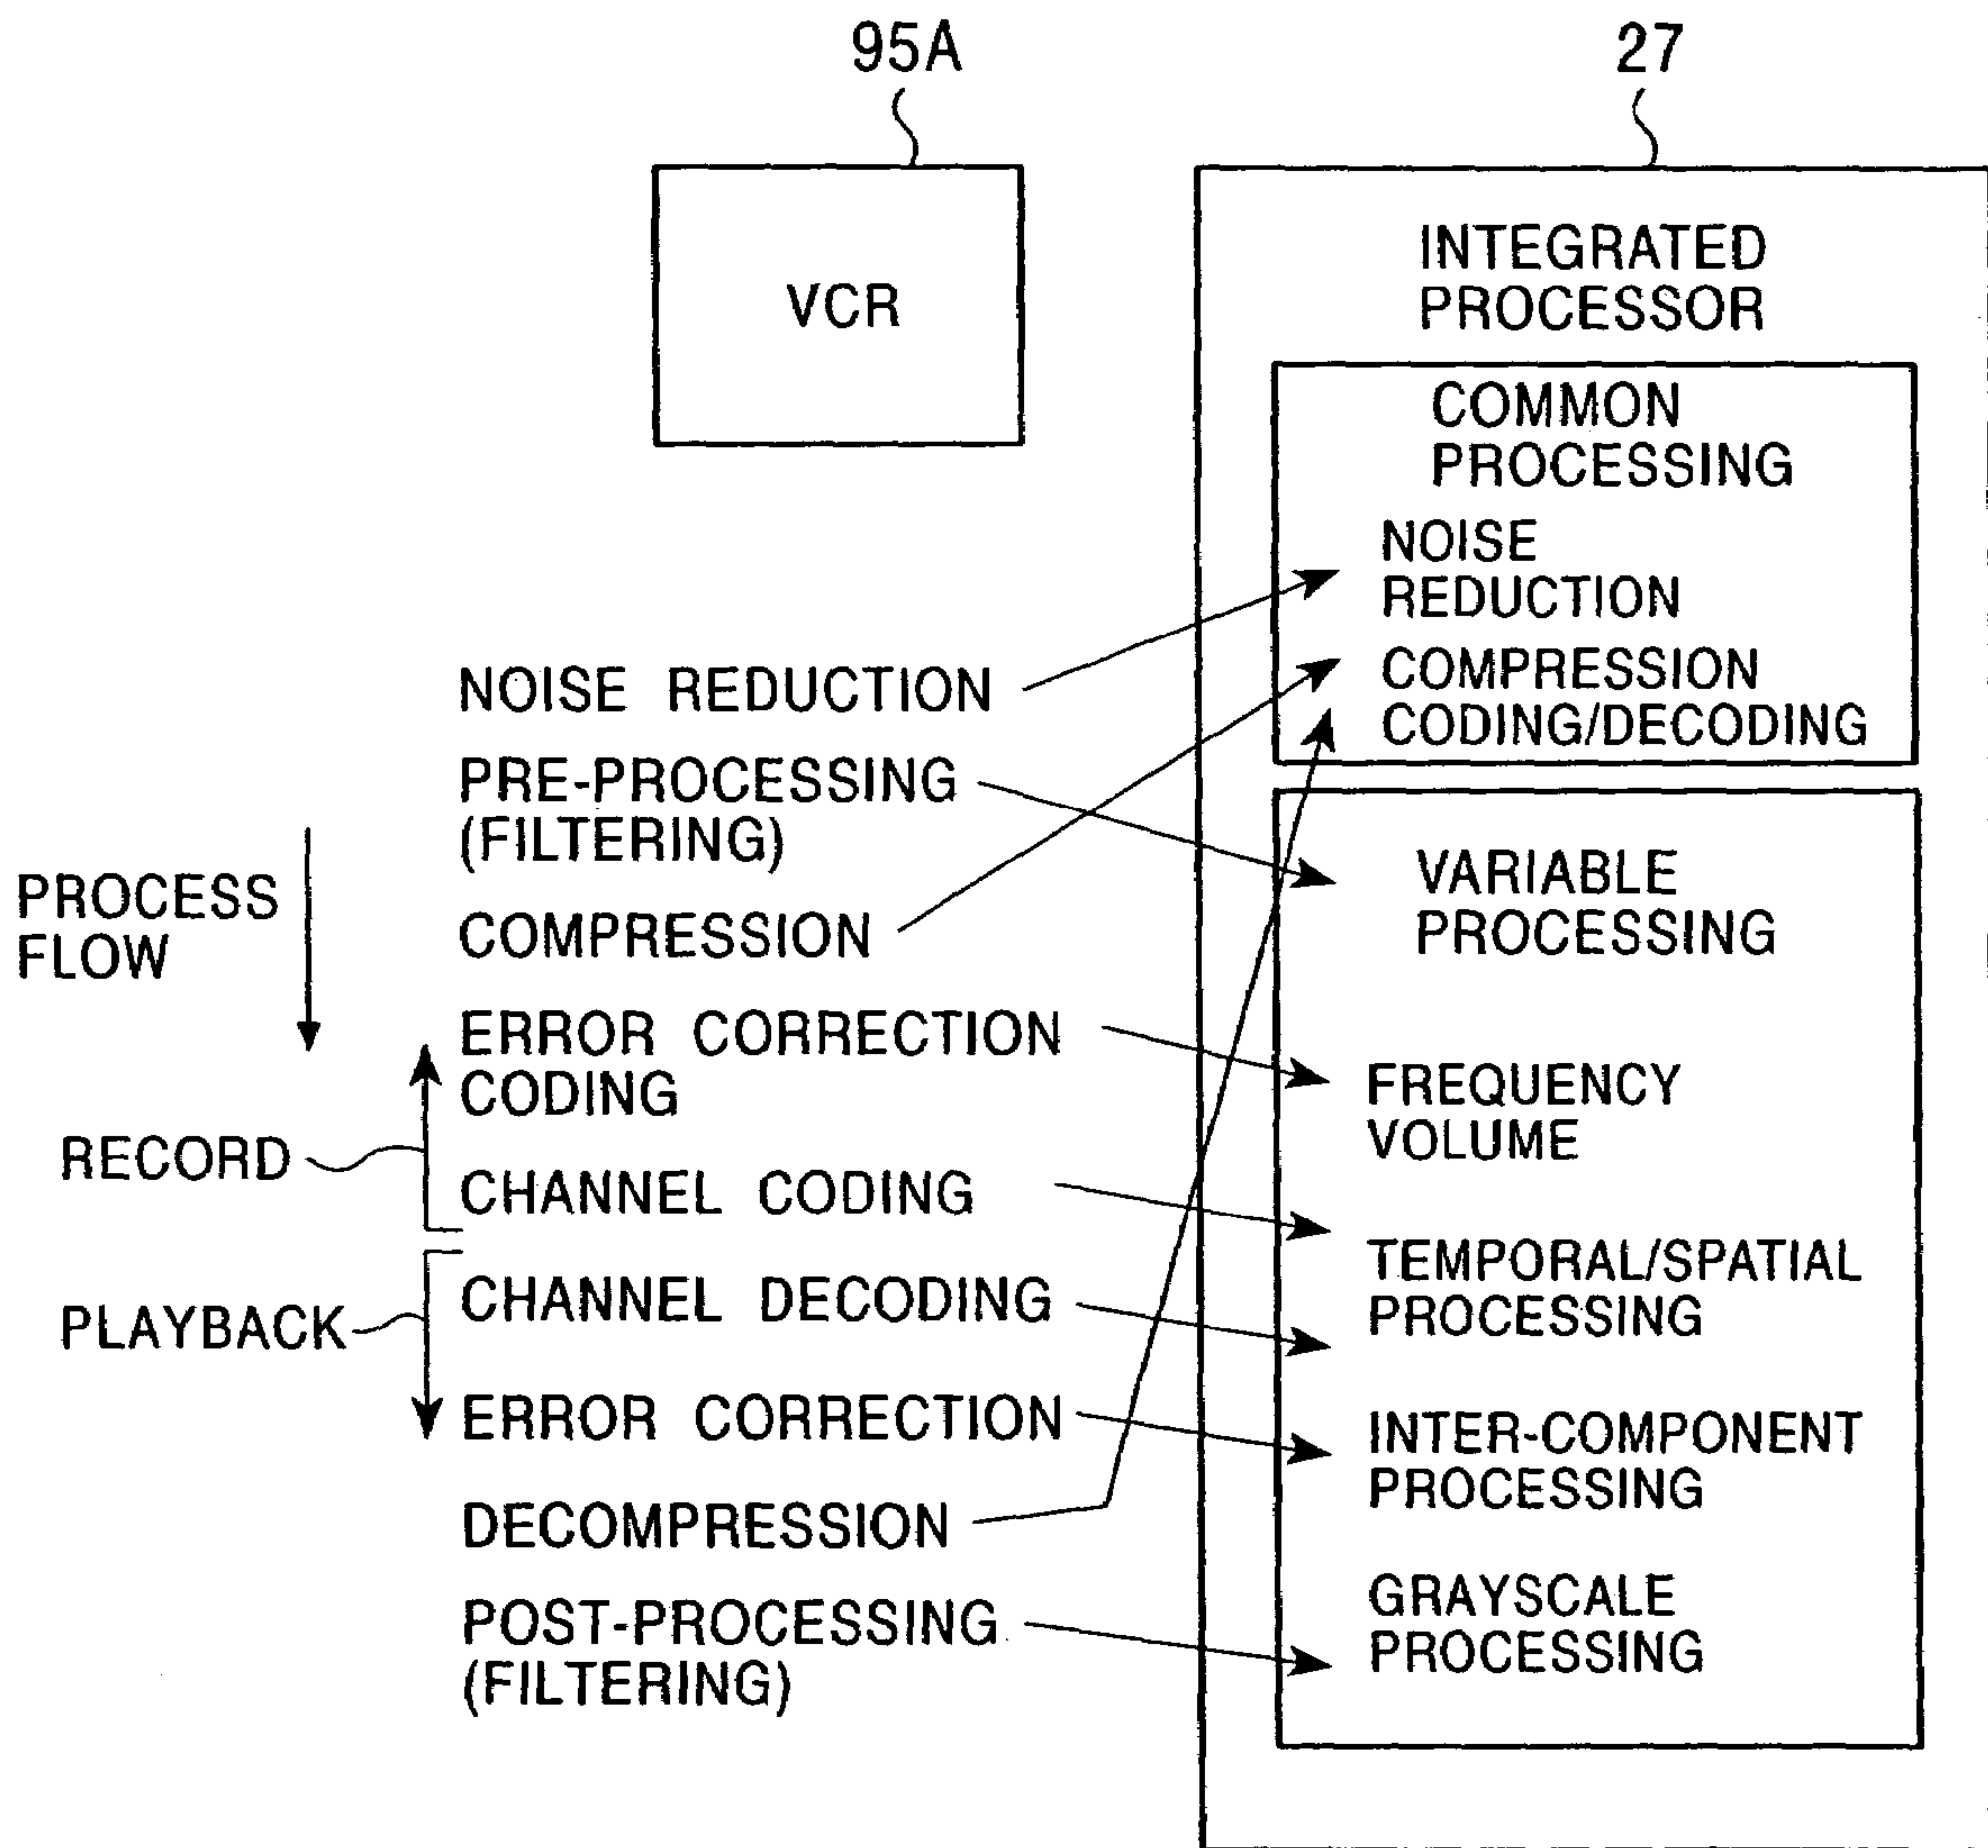 95A
27
VCR
INTEGRATED
PROCESSOR
COMMON
PROCESSING
NOISE
REDUCTION
COMPRESSION
CODING/DECODING
NOISE REDUCTION
PRE-PROCESSING
(FILTERING)
COMPRESSION
ERROR CORRECTION
CODING
CHANNEL CODING
CHANNEL DECODING
ERROR CORRECTION
DECOMPRESSION
POST-PROCESSING
(FILTERING)
PROCESS
FLOW
RECORD
PLAYBACK
VARIABLE
PROCESSING
FREQUENCY
VOLUME
TEMPORAL/SPATIAL
PROCESSING
INTER-COMPONENT
PROCESSING
GRAYSCALE
PROCESSING